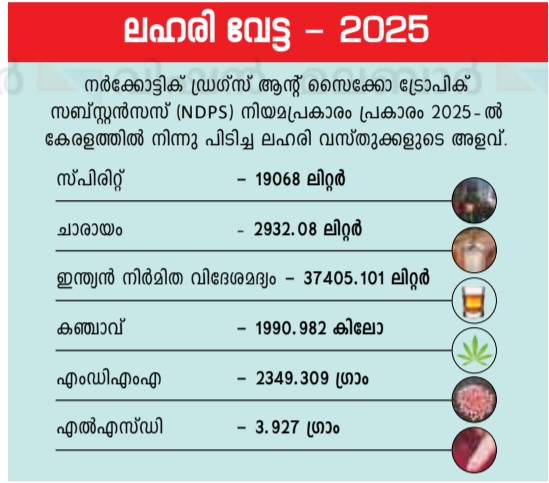 ലഹരി വേട്ട – 2025
നർക്കോട്ടിക് ഡ്രഗ്സ് ആന്റ് സൈക്കോ ട്രോപിക്
സബ്സ്റ്റൻസസ് (NDPS) നിയമപ്രകാരം പ്രകാരം 2025-ൽ
കേരളത്തിൽ നിന്നു പിടിച്ച ലഹരി വസ്തുക്കളുടെ അളവ്.
സ്പിരിറ്റ് – 19068 ലിറ്റർ
ചാരായം - 2932.08 ലിറ്റർ
ഇന്ത്യൻ നിർമിത വിദേശമദ്യം – 37405.101 ലിറ്റർ
കഞ്ചാവ് – 1990.982 കിലോ
എംഡിഎംഎ – 2349.309 ഗ്രാം
എൽഎസ്ഡി – 3.927 ഗ്രാം